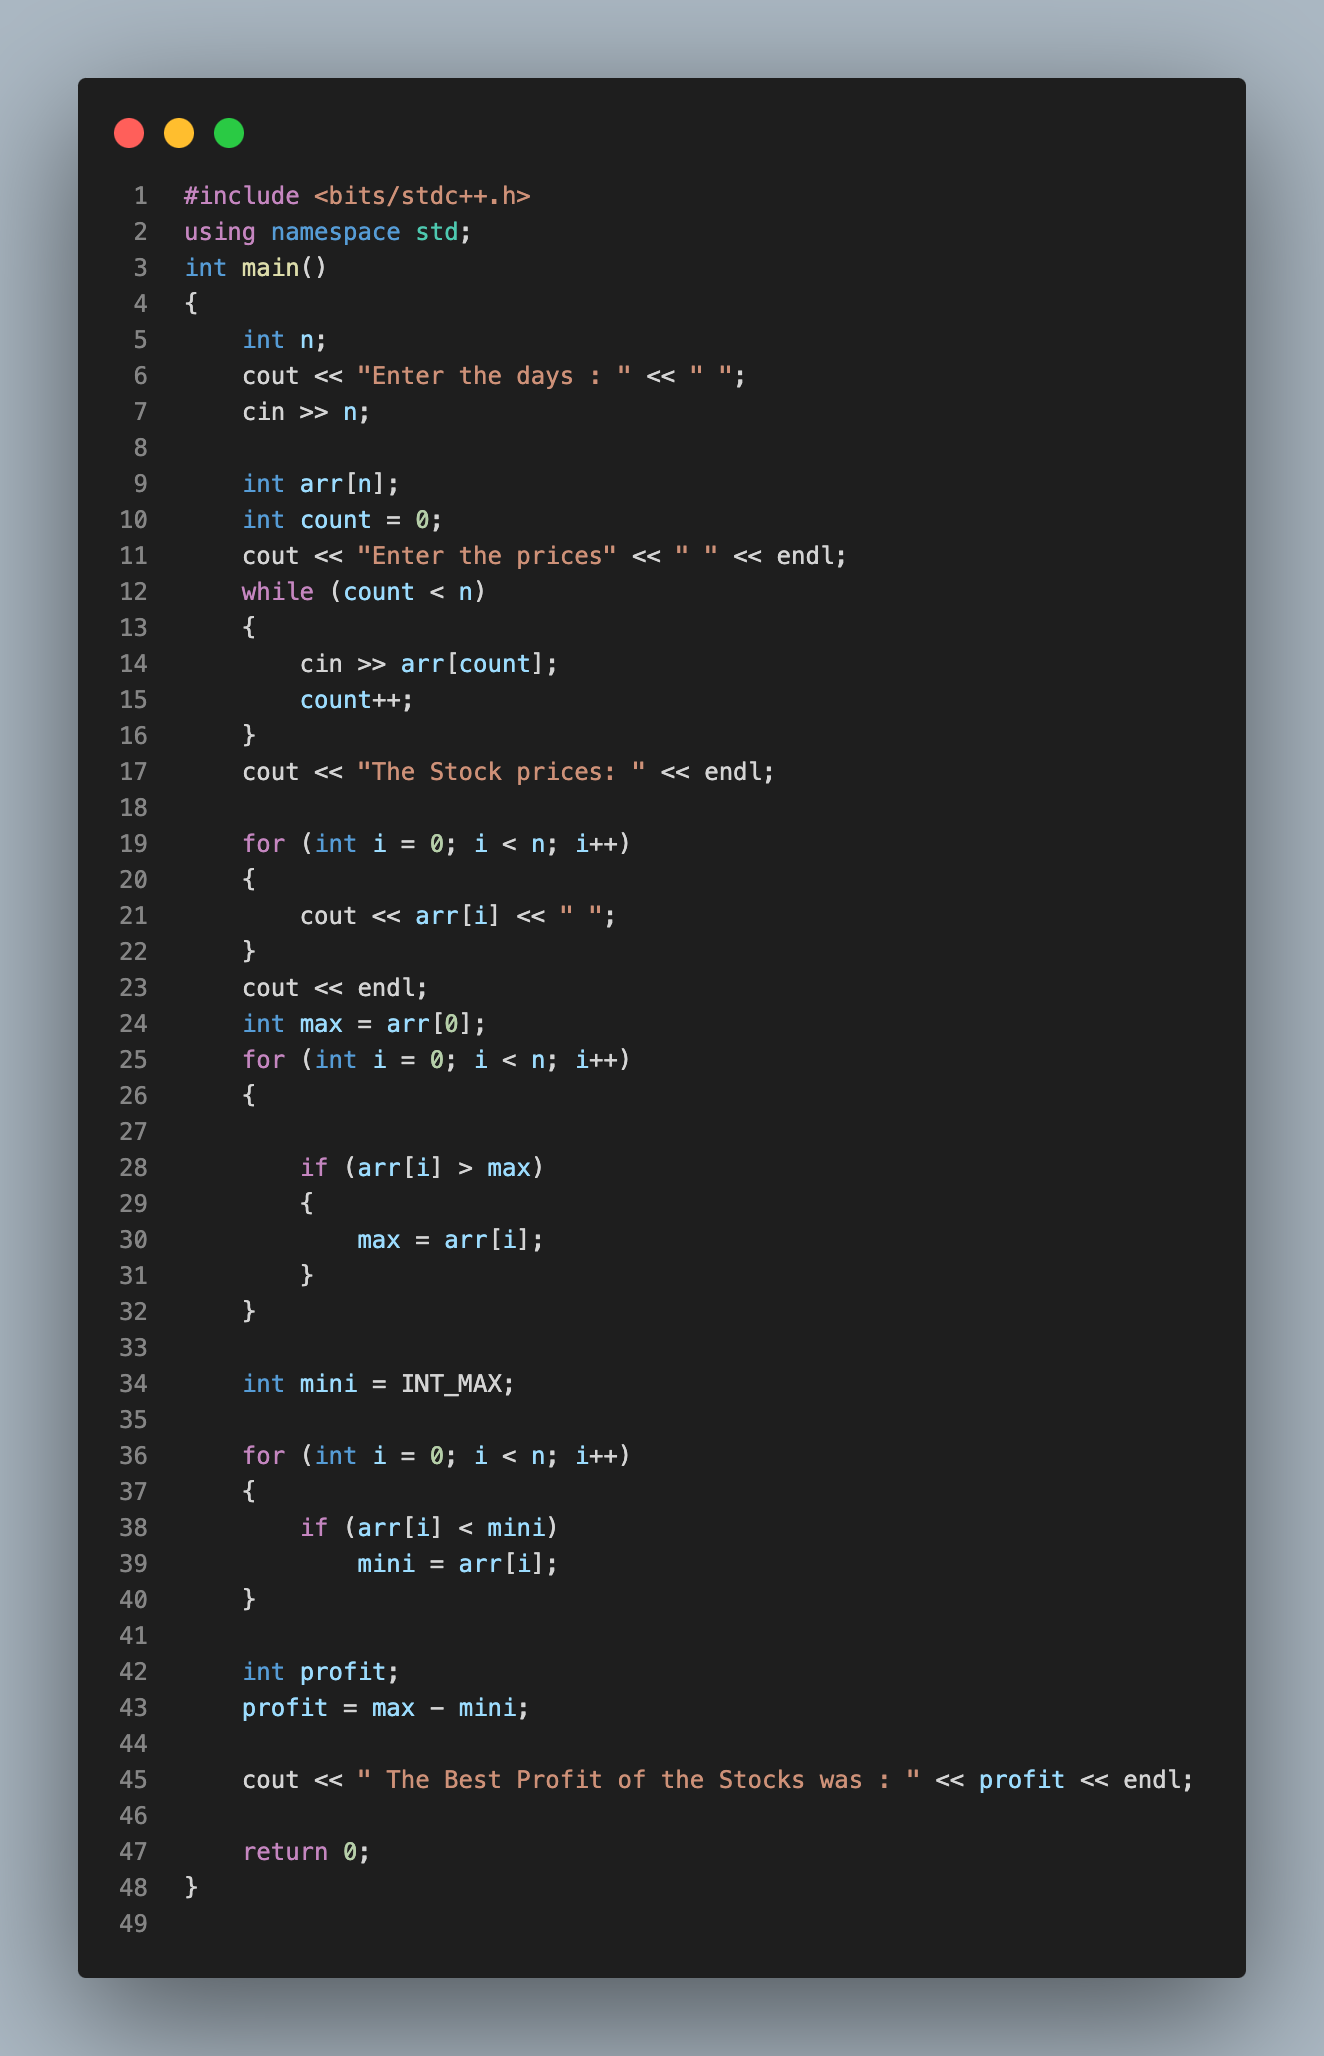 1 #include <bits/stdc++.h>
2 using namespace std;
3 int main()
4 {
5     int n;
6     cout << "Enter the days : " << " ";
7     cin >> n;
8
9     int arr[n];
10     int count = 0;
11     cout << "Enter the prices" << " " << endl;
12     while (count < n)
13     {
14         cin >> arr[count];
15         count++;
16     }
17     cout << "The Stock prices: " << endl;
18
19     for (int i = 0; i < n; i++)
20     {
21         cout << arr[i] << " ";
22     }
23     cout << endl;
24     int max = arr[0];
25     for (int i = 0; i < n; i++)
26     {
27
28         if (arr[i] > max)
29         {
30             max = arr[i];
31         }
32     }
33
34     int mini = INT_MAX;
35
36     for (int i = 0; i < n; i++)
37     {
38         if (arr[i] < mini)
39             mini = arr[i];
40     }
41
42     int profit;
43     profit = max - mini;
44
45     cout << " The Best Profit of the Stocks was : " << profit << endl;
46
47     return 0;
48 }
49